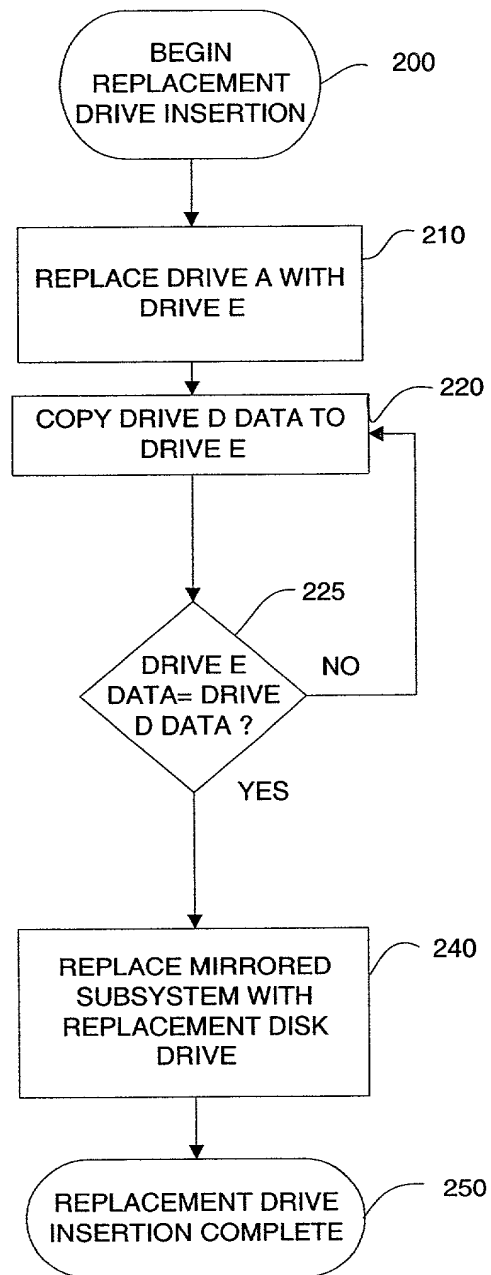 BEGIN
REPLACEMENT
DRIVE INSERTION
200
210
REPLACE DRIVE A WITH
DRIVE E
220
COPY DRIVE D DATA TO
DRIVE E
225
DRIVE E
DATA= DRIVE
D DATA ?
NO
YES
240
REPLACE MIRRORED
SUBSYSTEM WITH
REPLACEMENT DISK
DRIVE
250
REPLACEMENT DRIVE
INSERTION COMPLETE